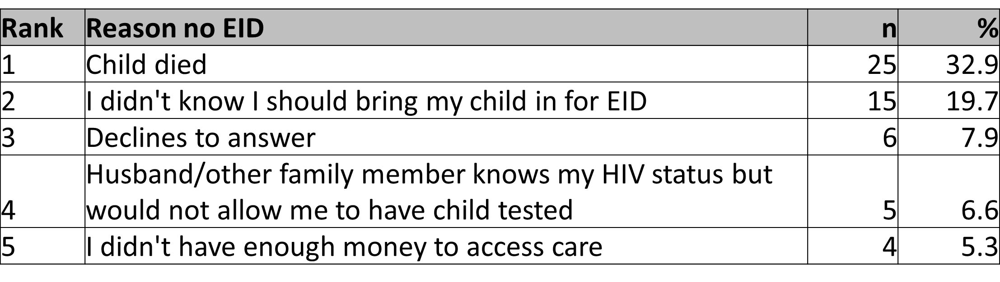 Rank Reason no EID n %
1 Child died 25 32.9
2 I didn't know I should bring my child in for EID 15 19.7
3 Declines to answer 6 7.9
Husband/other family member knows my HIV status but
4 would not allow me to have child tested 5 6.6
5 I didn't have enough money to access care 4 5.3